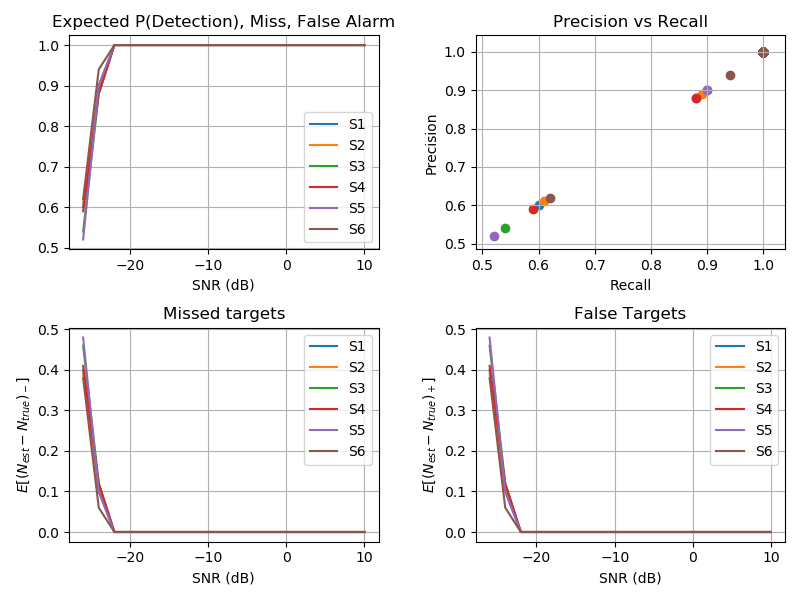 Expected P(Detection), Miss, False Alarm
1.0
0.9
0.8
0.7
0.6
0.5
−20
−10
0
10
SNR (dB)
S1
S2
S3
S4
S5
S6
Precision vs Recall
Precision
1.0
0.9
0.8
0.7
0.6
0.5
0.5
0.6
0.7
0.8
0.9
1.0
Recall
Missed targets
E[(N_est − N_true)_−]
0.5
0.4
0.3
0.2
0.1
0.0
−20
−10
0
10
SNR (dB)
S1
S2
S3
S4
S5
S6
False Targets
E[(N_est − N_true)_+]
0.5
0.4
0.3
0.2
0.1
0.0
−20
−10
0
10
SNR (dB)
S1
S2
S3
S4
S5
S6